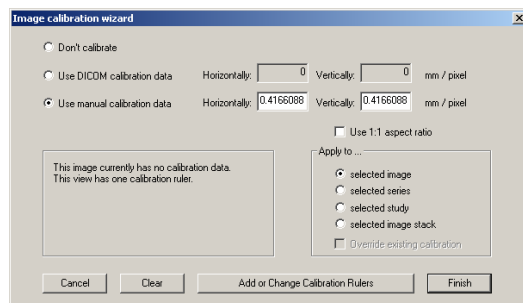 Image calibration wizard
Don't calibrate
Use DICOM calibration data Horizontally: 0 Vertically: 0 mm / pixel
Use manual calibration data Horizontally: 0.4166088 Vertically: 0.4166088 mm / pixel
Use 1:1 aspect ratio
This image currently has no calibration data.
This view has one calibration ruler.
Apply to ...
selected image
selected series
selected study
selected image stack
Override existing calibration
Cancel Clear Add or Change Calibration Rulers Finish